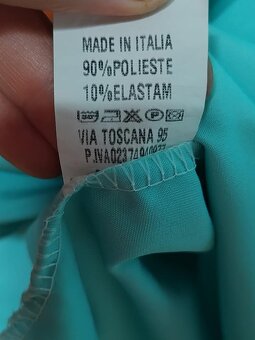 MADE IN ITALIA
90%POLIESTE
10%ELASTAM
VIA TOSCANA 95